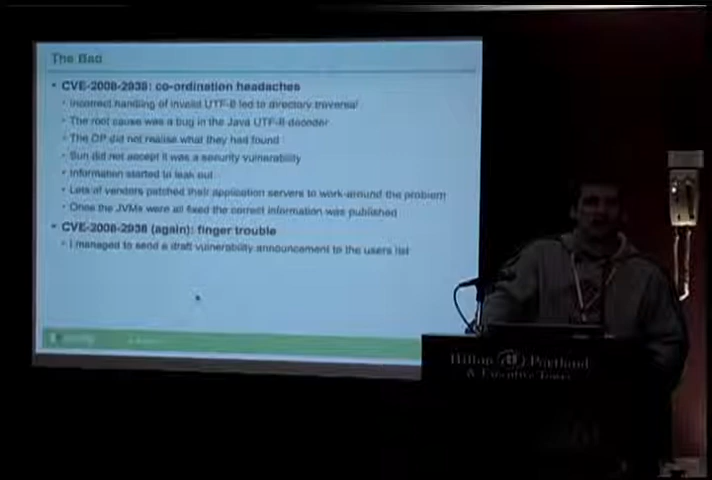 The Bad
CVE-2008-2938: co-ordination headaches
Incorrect handling of invalid UTF-8 led to directory traversal
The root cause was a bug in the Java UTF-8 decoder
The OP did not realise what they had found
Sun did not accept it was a security vulnerability
Information started to leak out
Lots of vendors patched their application servers to work-around the problem
Once the JVMs were all fixed the correct information was published
CVE-2008-2938 (again): finger trouble
I managed to send a draft vulnerability announcement to the users list
Hilton Portland
& Executive Tower